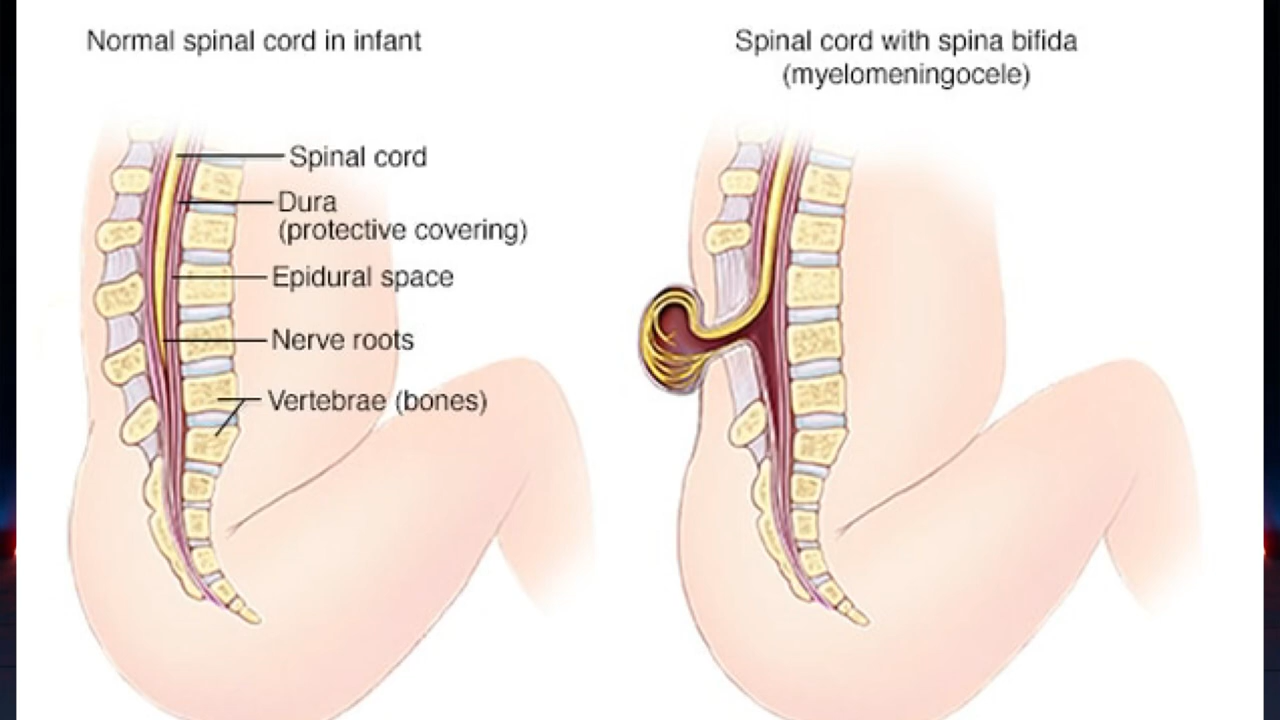 Normal spinal cord in infant
Spinal cord with spina bifida
(myelomeningocele)
Spinal cord
Dura
(protective covering)
Epidural space
Nerve roots
Vertebrae (bones)